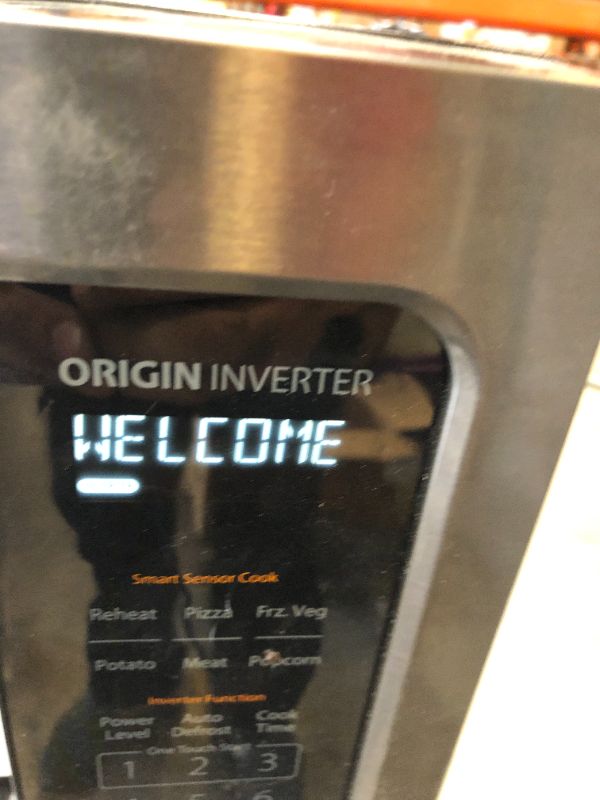 ORIGIN INVERTER
WELCOME
Smart Sensor Cook
Reheat Pizza Frz. Veg
Potato Meat Popcorn
Inverter Function
Power Auto Cook
Level Defrost Time
One Touch Start
1 2 3